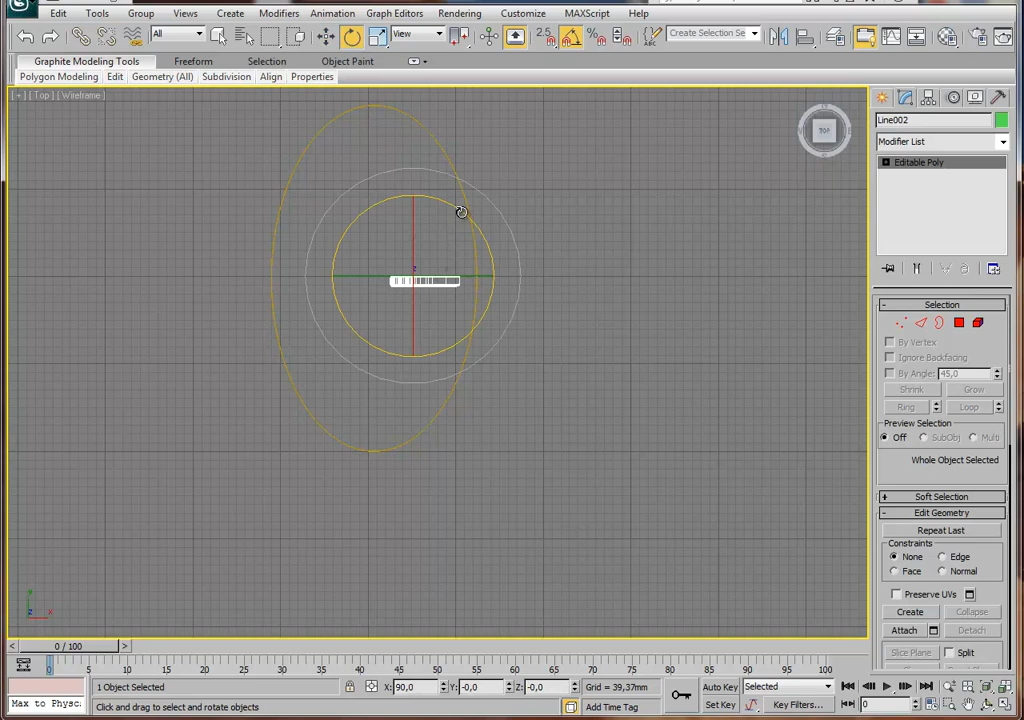 Edit Tools Group Views Create Modifiers Animation Graph Editors Rendering Customize MAXScript Help
All View 2.5 Create Selection Se
Graphite Modeling Tools Freeform Selection Object Paint
Polygon Modeling Edit Geometry (All) Subdivision Align Properties
[ + ] [ Top ] [ Wireframe ]
TOP
Line002
Modifier List
Editable Poly
- Selection
By Vertex
Ignore Backfacing
By Angle: 45,0
Shrink Grow
Ring Loop
Preview Selection
Off SubObj Multi
Whole Object Selected
+ Soft Selection
- Edit Geometry
Repeat Last
Constraints
None Edge
Face Normal
Preserve UVs
Create Collapse
Attach Detach
Slice Plane Split
z
y
z x
< 0 / 100 >
0 5 10 15 20 25 30 35 40 45 50 55 60 65 70 75 80 85 90 95 100
1 Object Selected X: 90,0 Y: -0,0 Z: -0,0 Grid = 39,37mm Auto Key Selected
Max to Physc: Click and drag to select and rotate objects Add Time Tag Set Key Key Filters... 0